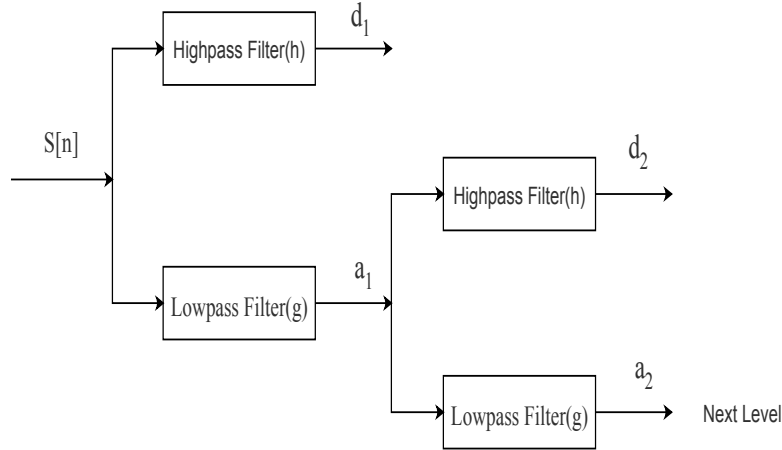 d1
Highpass Filter(h)
S[n]
d2
Highpass Filter(h)
a1
Lowpass Filter(g)
a2
Lowpass Filter(g)
Next Level